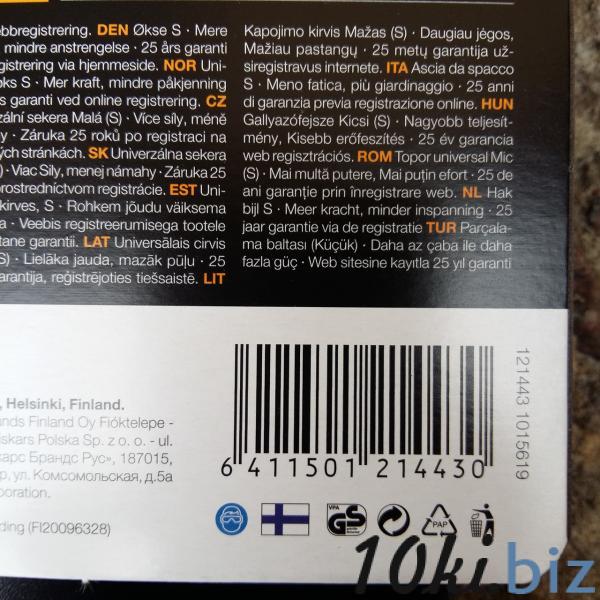 ebbregistrering. DEN Økse S · Mere
mindre anstrengelse · 25 års garanti
gistrering via hjemmeside. NOR Uni-
øks S · Mer kraft, mindre påkjenning
s garanti ved online registrering. CZ
zální sekera Malá (S) · Více síly, méně
y · Záruka 25 roků po registraci na
ých stránkách. SK Univerzálna sekera
) · Viac Sily, menej námahy · Záruka 25
prostredníctvom registrácie. EST Uni-
kirves, S · Rohkem jõudu väiksema
a · Veebis registreerumisega tootele
tane garantii. LAT Universālais cirvis
S) · Lielāka jauda, mazāk pūļu · 25
arantija, reģistrējoties tiešsaistē. LIT
Kapojimo kirvis Mažas (S) · Daugiau jėgos,
Mažiau pastangų · 25 metų garantija už-
siregistravus internete. ITA Ascia da spacco
S · Meno fatica, più giardinaggio · 25 anni
di garanzia previa registrazione online. HUN
Gallyazófejsze Kicsi (S) · Nagyobb teljesít-
mény, Kisebb erőfeszítés · 25 év garancia
web regisztrációs. ROM Topor universal Mic
(S) · Mai multă putere, Mai puțin efort · 25 de
ani garanție prin înregistrare web. NL Hak
bijl S · Meer kracht, minder inspanning · 25
jaar garantie via de registratie TUR Parçala-
ma baltası (Küçük) · Daha az çaba ile daha
fazla güç · Web sitesine kayıtla 25 yıl garanti
, Helsinki, Finland.
nds Finland Oy Fióktelepe -
skars Polska Sp. z o. o. - ul.
карс Брандс Рус», 187015,
р, ул. Комсомольская, д.5а
rporation.
ding (FI20096328)
6 411501 214430
121443 1015619
VPA
GS
PAP
10ki.biz